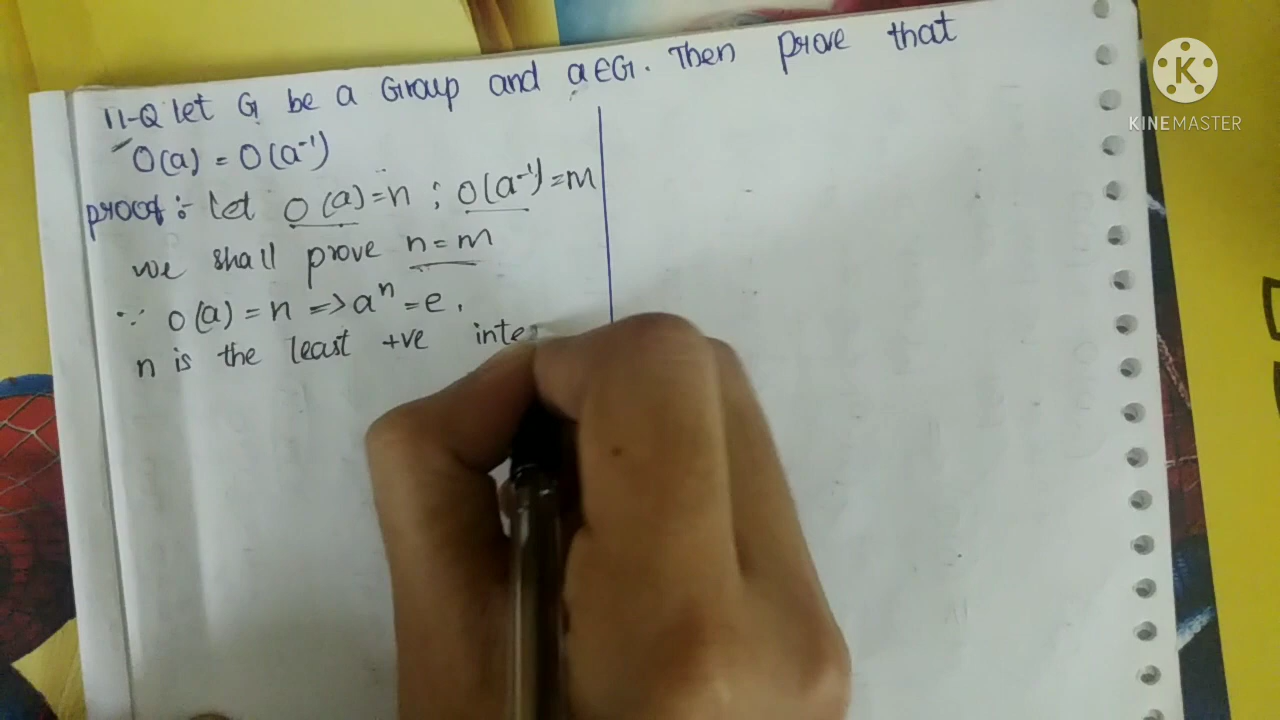 11-Q let G be a Group and a∈G. Then prove that
O(a) = O(a⁻¹)
proof :- let O(a)=n ; O(a⁻¹)=m
we shall prove n=m
∵ O(a) = n => aⁿ = e.
n is the least +ve inte
K
KINEMASTER